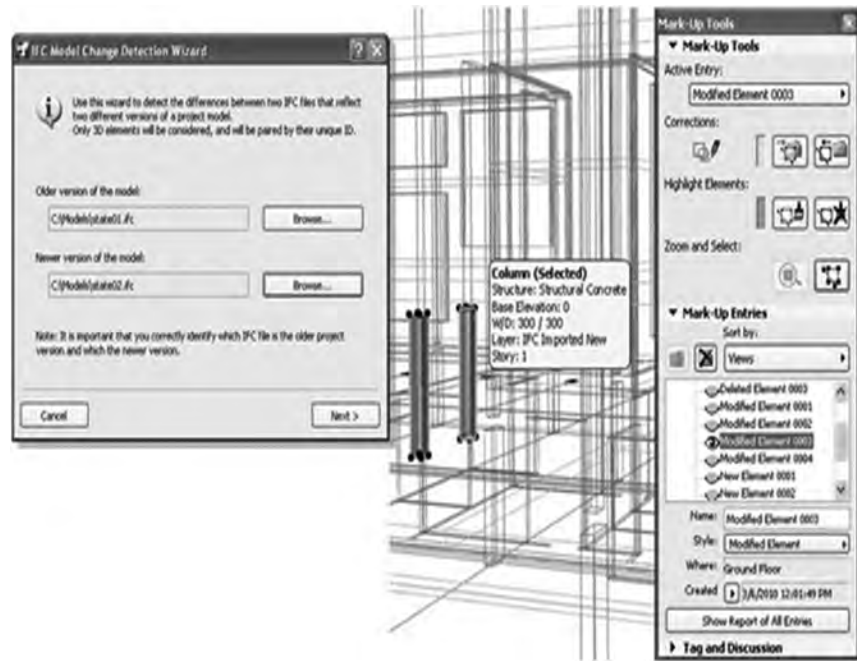 IFC Model Change Detection Wizard
Use this wizard to detect the differences between two IFC files that reflect
two different versions of a project model.
Only 3D elements will be considered, and will be pared by their unique ID.
Older version of the model:
C:\Models\state01.ifc
Browse...
Newer version of the model:
C:\Models\state02.ifc
Browse...
Note: It is important that you correctly identify which IFC file is the older project
version and which the newer version.
Cancel
Next >
Column (Selected)
Structure: Structural Concrete
Base Elevation: 0
W/D: 300 / 300
Layer: IFC Imported New
Story: 1
Mark-Up Tools
Mark-Up Tools
Active Entry:
Modified Element 0003
Corrections:
Highlight Elements:
Zoom and Select:
Mark-Up Entries
Sort by:
Views
Deleted Element 0003
Modified Element 0001
Modified Element 0002
Modified Element 0003
Modified Element 0004
New Element 0001
New Element 0002
Name: Modified Element 0003
Style: Modified Element
Where: Ground Floor
Created 3/8/2010 12:01:49 PM
Show Report of All Entries
Tag and Discussion